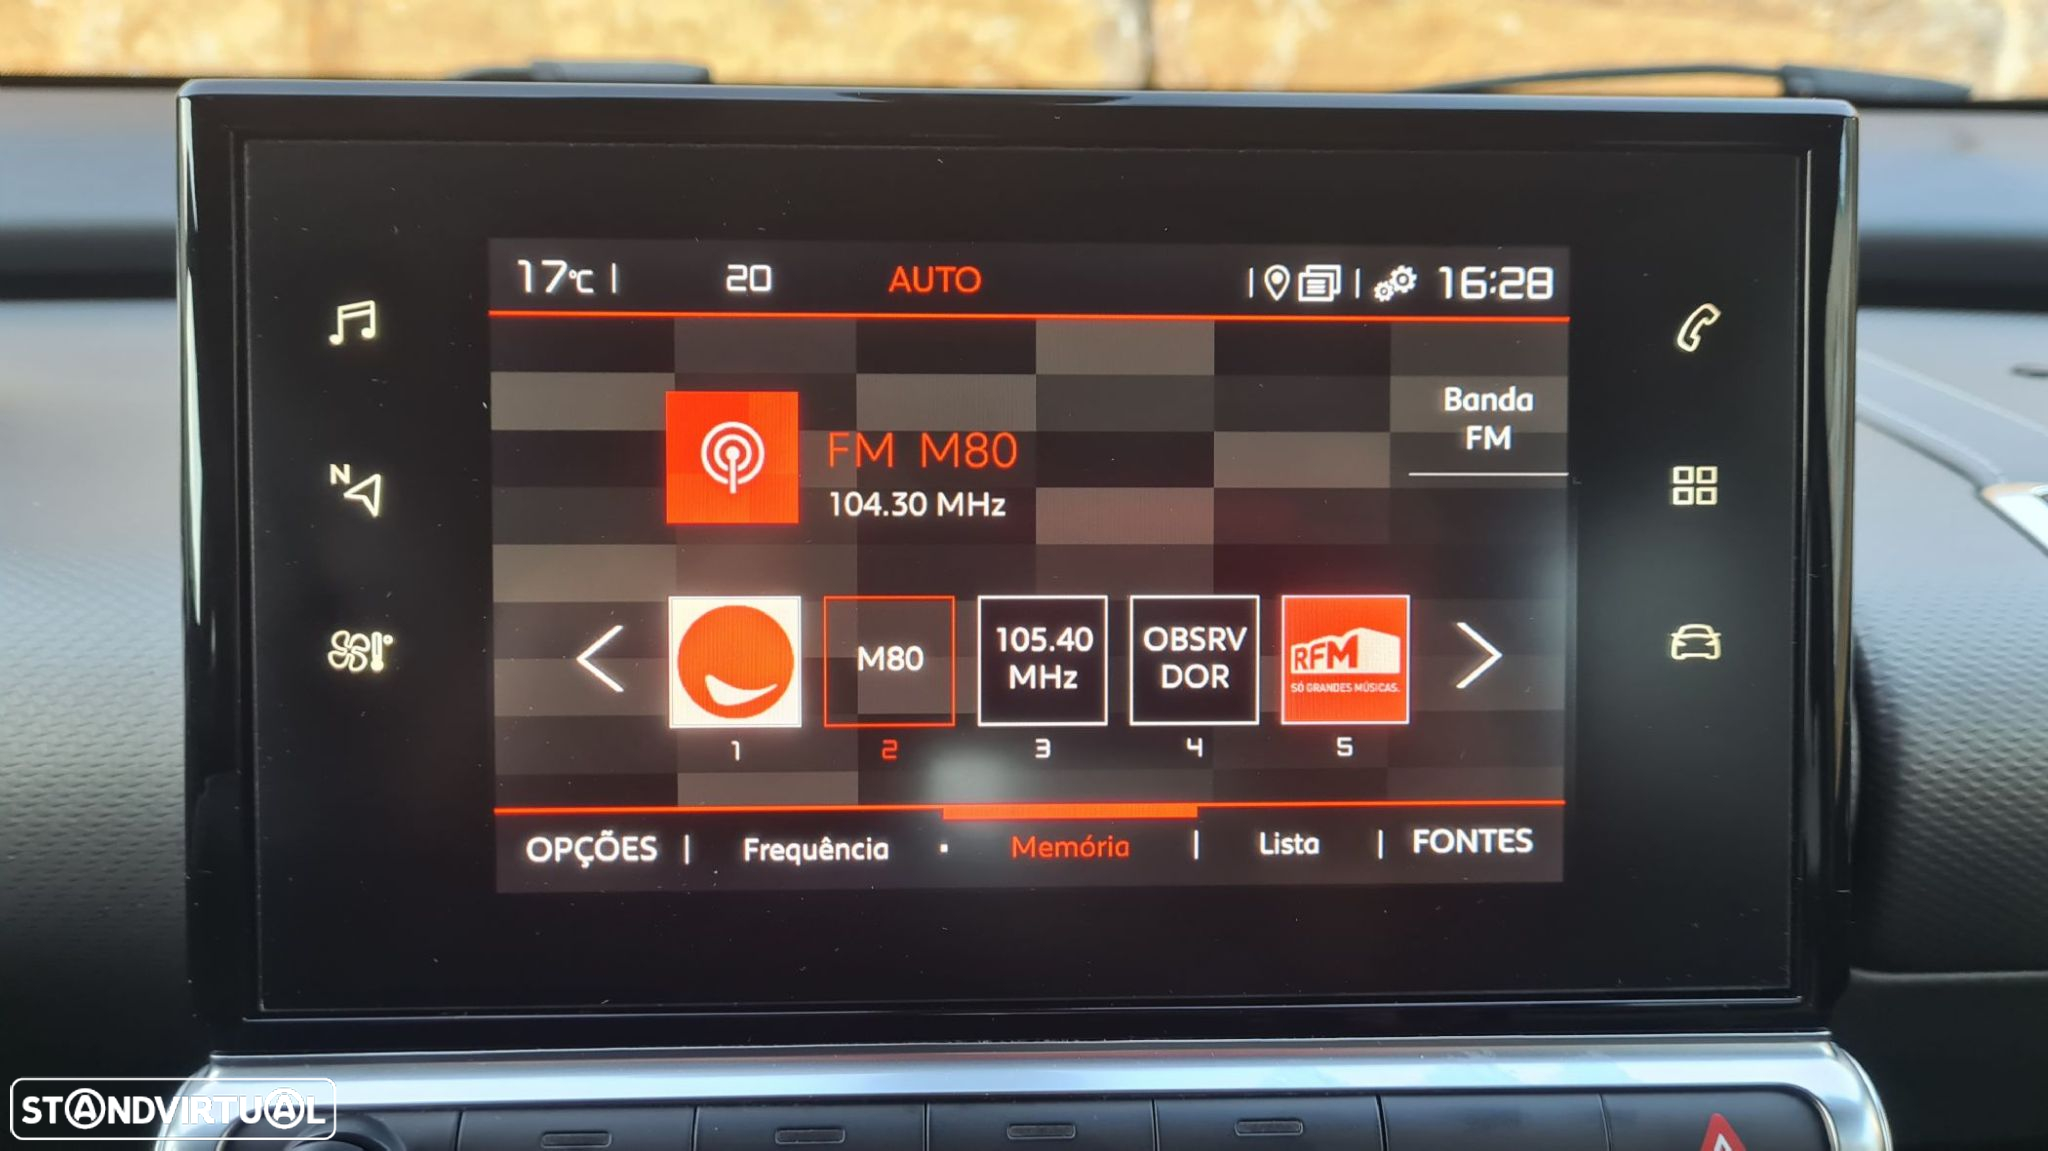 17°C | 20 AUTO | | 16:28
N
Banda
FM
FM M80
104.30 MHz
M80
105.40
MHz
OBSRV
DOR
RFM
SÓ GRANDES MÚSICAS.
1 2 3 4 5
OPÇÕES | Frequência · Memória | Lista | FONTES
STANDVIRTUAL